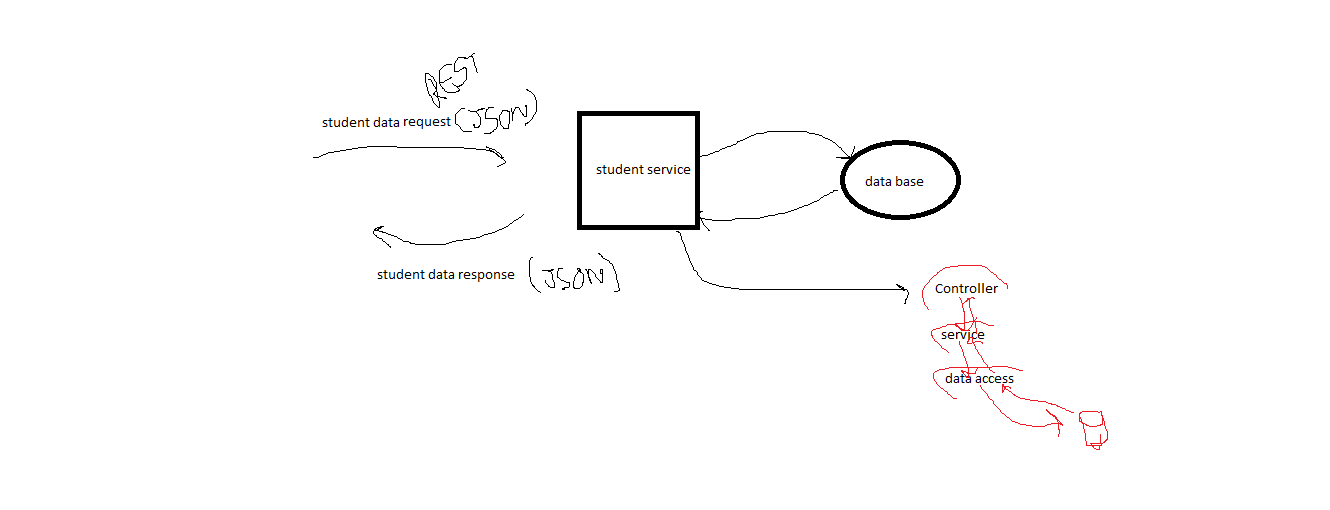 REST
student data request (JSON)
student service
data base
student data response (JSON)
Controller
service
data access